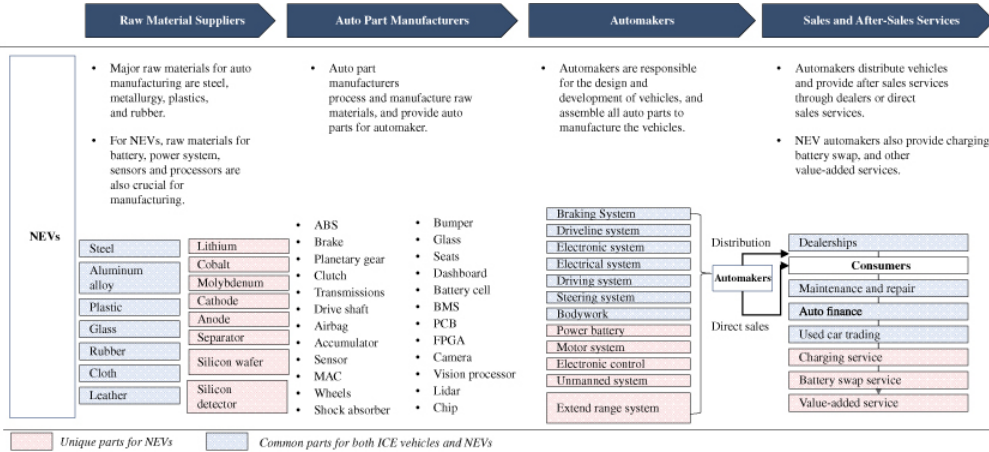 Raw Material Suppliers
Auto Part Manufacturers
Automakers
Sales and After-Sales Services
NEVs
• Major raw materials for auto
manufacturing are steel,
metallurgy, plastics,
and rubber.
• For NEVs, raw materials for
battery, power system,
sensors and processors are
also crucial for
manufacturing.
Steel
Aluminum
alloy
Plastic
Glass
Rubber
Cloth
Leather
Lithium
Cobalt
Molybdenum
Cathode
Anode
Separator
Silicon wafer
Silicon
detector
• Auto part
manufacturers
process and manufacture raw
materials, and provide auto
parts for automaker.
• ABS
• Brake
• Planetary gear
• Clutch
• Transmissions
• Drive shaft
• Airbag
• Accumulator
• Sensor
• MAC
• Wheels
• Shock absorber
• Bumper
• Glass
• Seats
• Dashboard
• Battery cell
• BMS
• PCB
• FPGA
• Camera
• Vision processor
• Lidar
• Chip
• Automakers are responsible
for the design and
development of vehicles, and
assemble all auto parts to
manufacture the vehicles.
Braking System
Driveline system
Electronic system
Electrical system
Driving system
Steering system
Bodywork
Power battery
Motor system
Electronic control
Unmanned system
Extend range system
Distribution
Automakers
Direct sales
• Automakers distribute vehicles
and provide after sales services
through dealers or direct
sales services.
• NEV automakers also provide charging
battery swap, and other
value-added services.
Dealerships
Consumers
Maintenance and repair
Auto finance
Used car trading
Charging service
Battery swap service
Value-added service
Unique parts for NEVs
Common parts for both ICE vehicles and NEVs